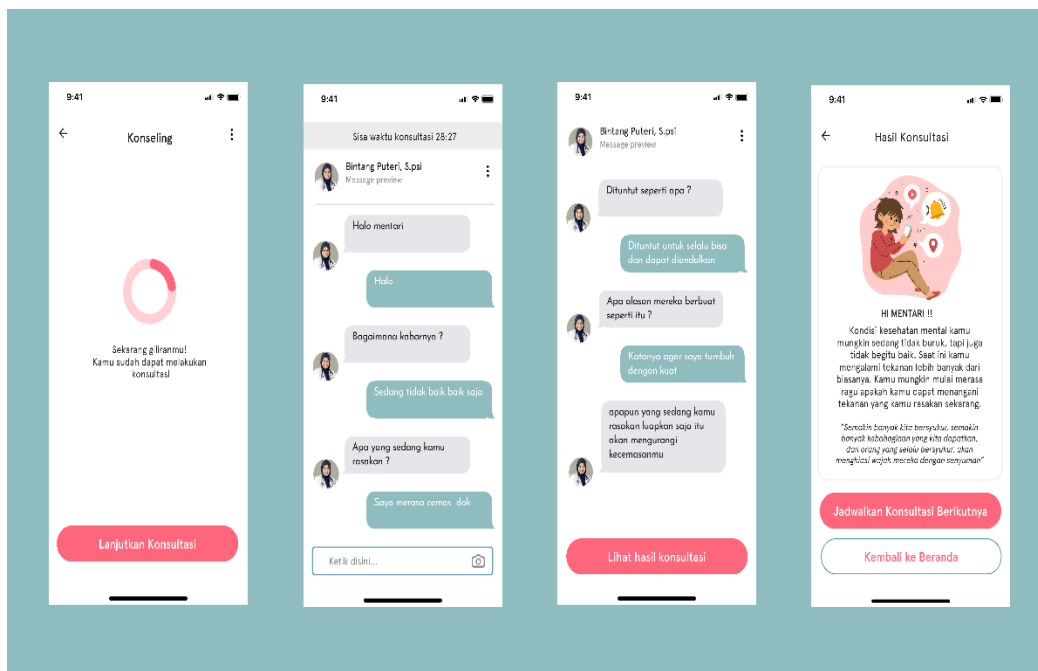 9:41
Konseling
Sekarang giliranmu!
Kamu sudah dapat melakukan
konsultasi
Lanjutkan Konsultasi
9:41
Sisa waktu konsultasi 28:27
Bintang Puteri, S.psi
Message preview
Halo mentari
Halo
Bagaimana kabarnya ?
Sedang tidak baik baik saja
Apa yang sedang kamu
rasakan ?
Saya merasa cemas dak
Ketik disini...
9:41
Bintang Puteri, S.psi
Message preview
Dituntut seperti apa ?
Dituntut untuk selalu bisa
dan dapat diandalkan
Apa alasan mereka berbuat
seperti itu ?
Katanya agar saya tumbuh
dengan kuat
apapun yang sedang kamu
rasakan luapkan saja itu
akan mengurangi
kecemasanmu
Lihat hasil konsultasi
9:41
Hasil Konsultasi
HI MENTARI !!
Kondisi kesehatan mental kamu
mungkin sedang tidak buruk, tapi juga
tidak begitu baik. Saat ini kamu
mengalami tekanan lebih banyak dari
biasanya. Kamu mungkin mulai merasa
ragu apakah kamu dapat menangani
tekanan yang kamu rasakan sekarang.
"Semakin banyak kita bersyukur, semakin
banyak kebahagiaan yang kita dapatkan,
dan orang yang selalu bersyukur, akan
menghiasi wajah mereka dengan senyuman"
Jadwalkan Konsultasi Berikutnya
Kembali ke Beranda